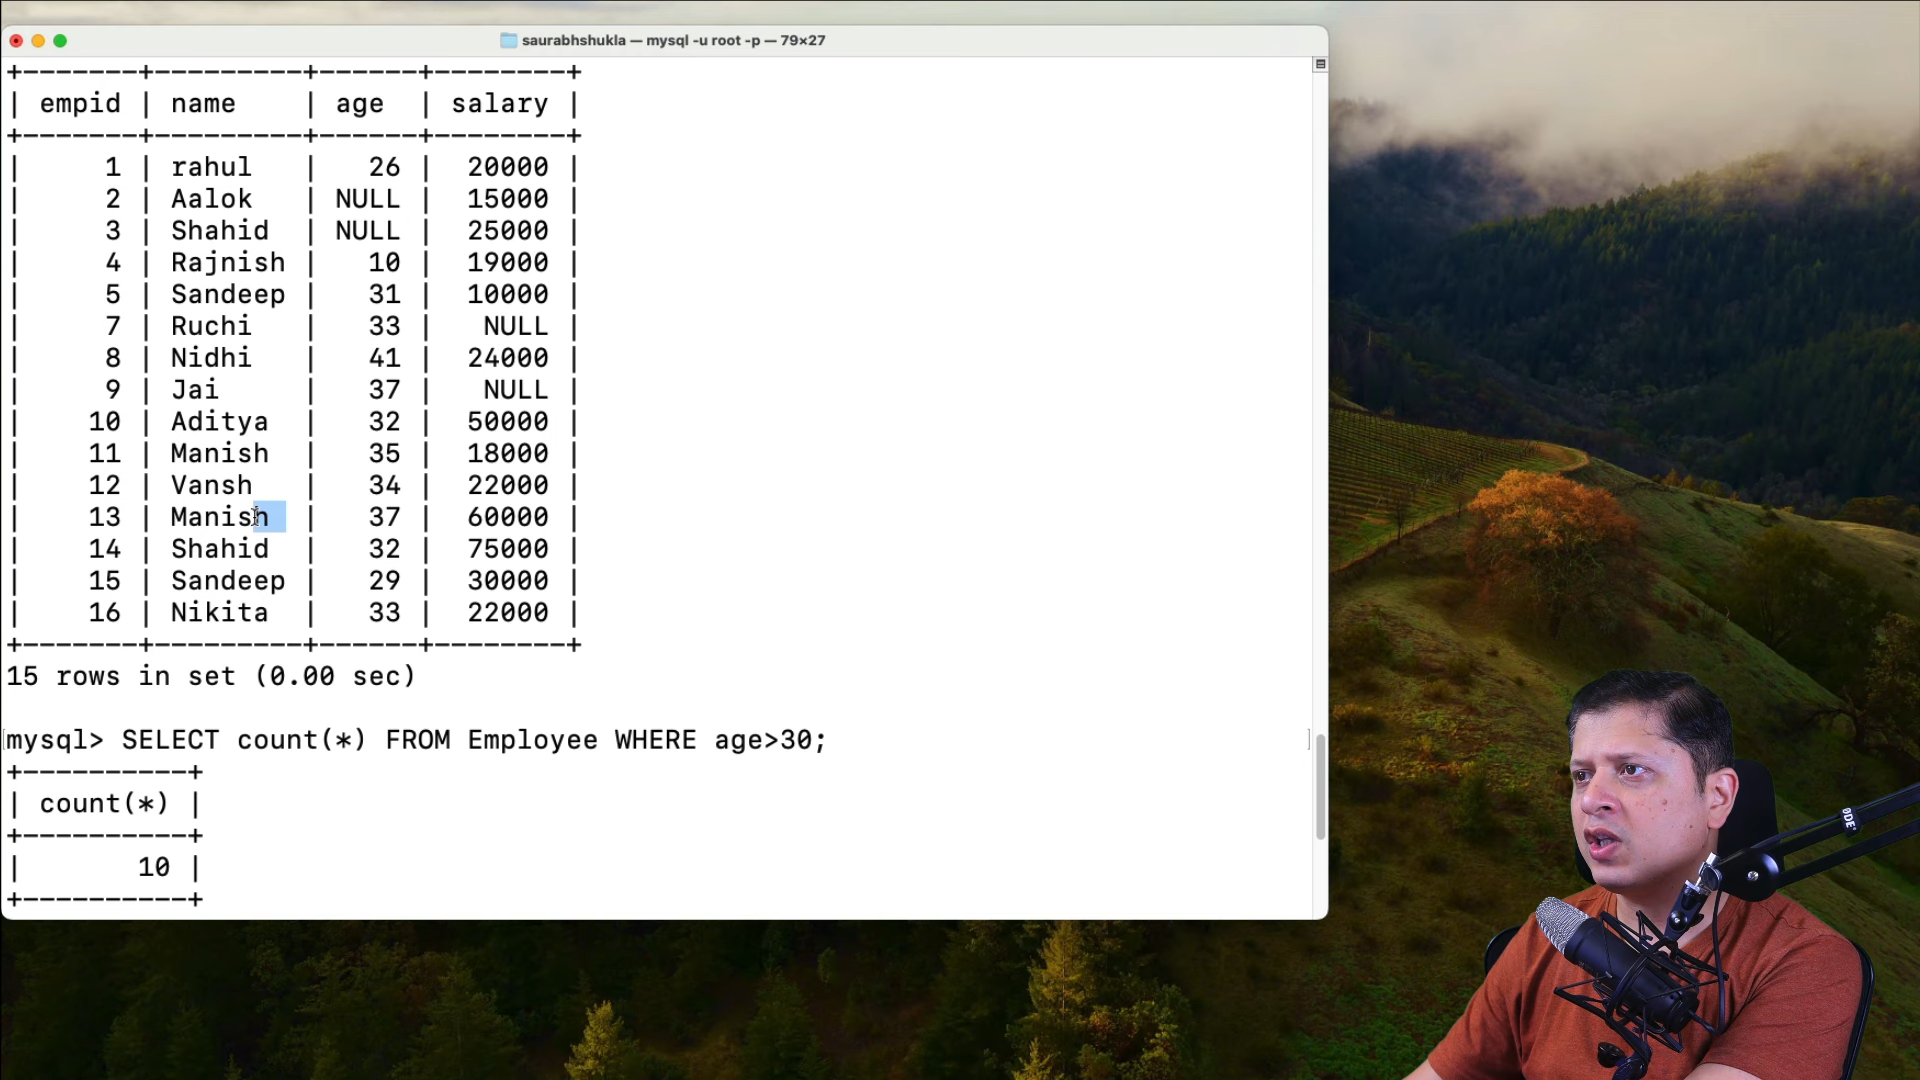 saurabhshukla — mysql -u root -p — 79×27
+-------+---------+------+--------+
| empid | name    | age  | salary |
+-------+---------+------+--------+
|     1 | rahul   |   26 |  20000 |
|     2 | Aalok   | NULL |  15000 |
|     3 | Shahid  | NULL |  25000 |
|     4 | Rajnish |   10 |  19000 |
|     5 | Sandeep |   31 |  10000 |
|     7 | Ruchi   |   33 |   NULL |
|     8 | Nidhi   |   41 |  24000 |
|     9 | Jai     |   37 |   NULL |
|    10 | Aditya  |   32 |  50000 |
|    11 | Manish  |   35 |  18000 |
|    12 | Vansh   |   34 |  22000 |
|    13 | Manish  |   37 |  60000 |
|    14 | Shahid  |   32 |  75000 |
|    15 | Sandeep |   29 |  30000 |
|    16 | Nikita  |   33 |  22000 |
+-------+---------+------+--------+
15 rows in set (0.00 sec)
mysql> SELECT count(*) FROM Employee WHERE age>30;
+----------+
| count(*) |
+----------+
|       10 |
+----------+